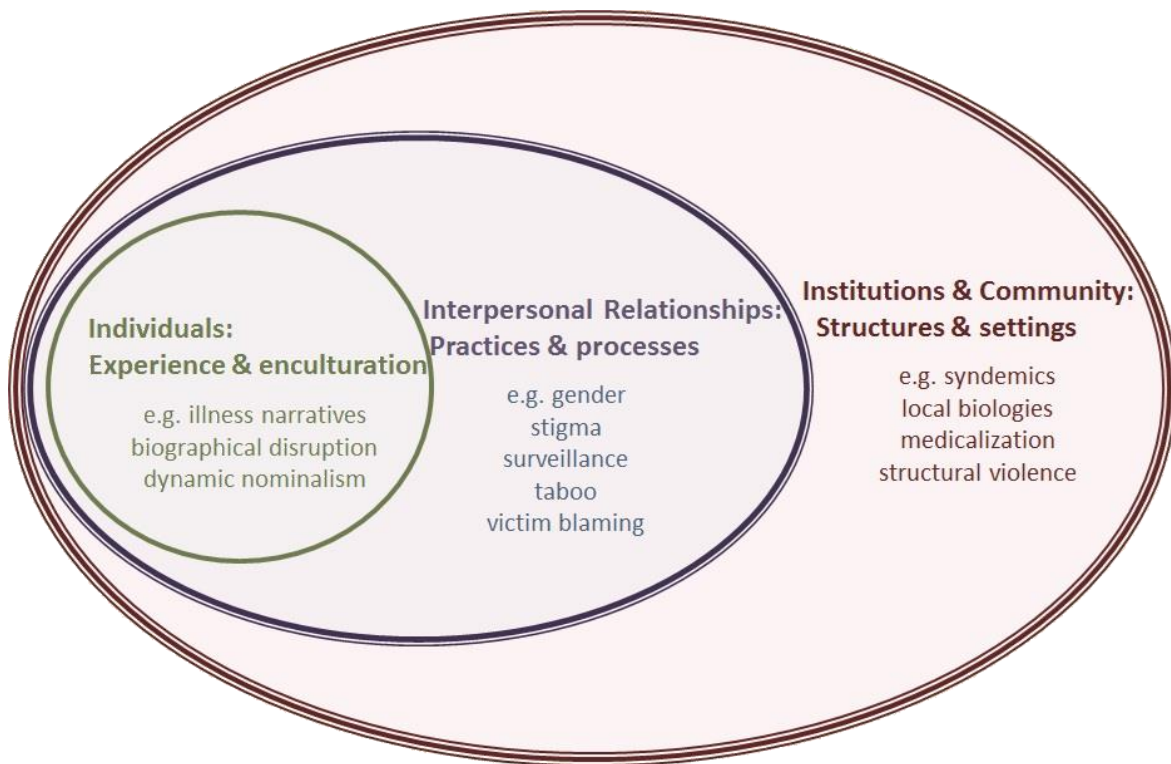 Individuals:
Experience & enculturation
e.g. illness narratives
biographical disruption
dynamic nominalism
Interpersonal Relationships:
Practices & processes
e.g. gender
stigma
surveillance
taboo
victim blaming
Institutions & Community:
Structures & settings
e.g. syndemics
local biologies
medicalization
structural violence